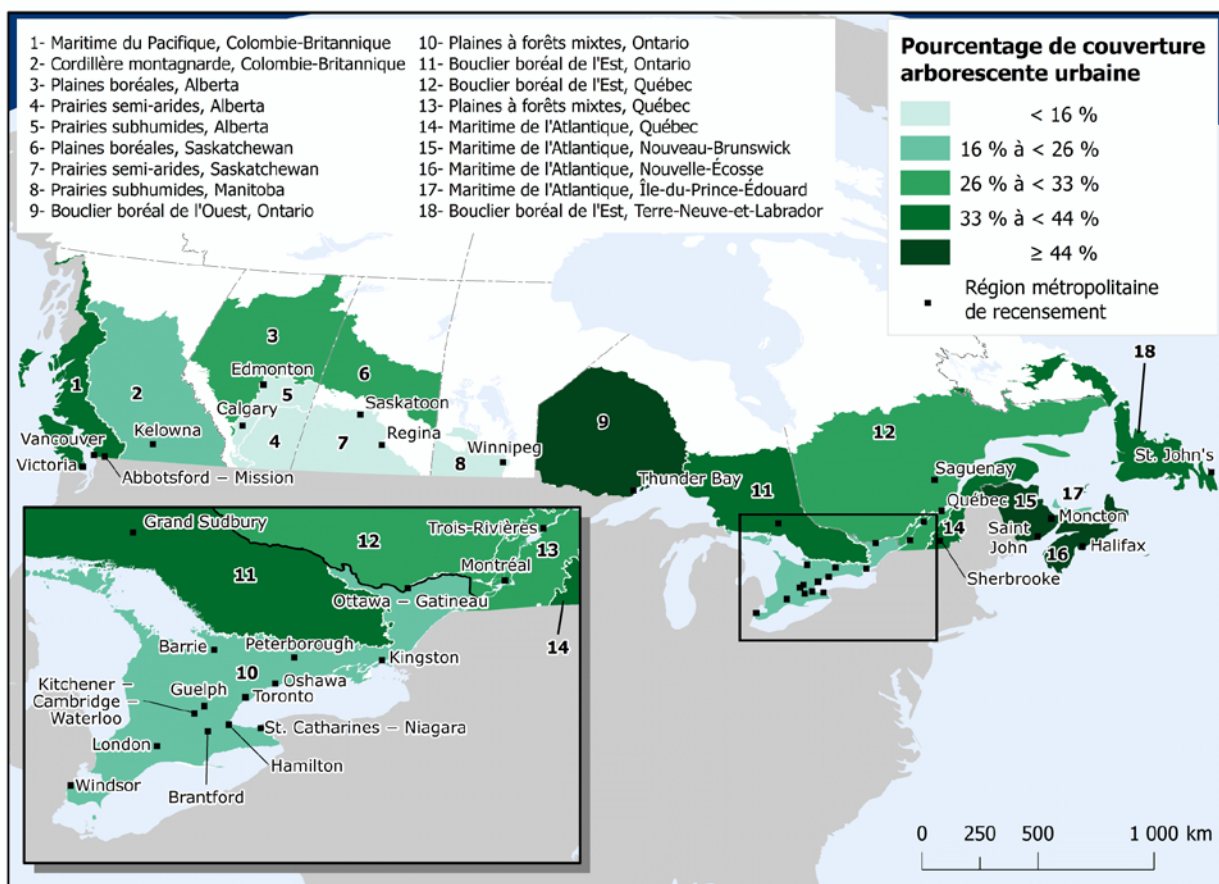 1- Maritime du Pacifique, Colombie-Britannique
2- Cordillère montagnarde, Colombie-Britannique
3- Plaines boréales, Alberta
4- Prairies semi-arides, Alberta
5- Prairies subhumides, Alberta
6- Plaines boréales, Saskatchewan
7- Prairies semi-arides, Saskatchewan
8- Prairies subhumides, Manitoba
9- Bouclier boréal de l'Ouest, Ontario
10- Plaines à forêts mixtes, Ontario
11- Bouclier boréal de l'Est, Ontario
12- Bouclier boréal de l'Est, Québec
13- Plaines à forêts mixtes, Québec
14- Maritime de l'Atlantique, Québec
15- Maritime de l'Atlantique, Nouveau-Brunswick
16- Maritime de l'Atlantique, Nouvelle-Écosse
17- Maritime de l'Atlantique, Île-du-Prince-Édouard
18- Bouclier boréal de l'Est, Terre-Neuve-et-Labrador
Pourcentage de couverture
arborescente urbaine
< 16 %
16 % à < 26 %
26 % à < 33 %
33 % à < 44 %
≥ 44 %
Région métropolitaine
de recensement
1
2
3
Edmonton
5
6
Calgary
Saskatoon
4
7
Regina
Kelowna
Vancouver
Victoria
Abbotsford – Mission
8
Winnipeg
9
Thunder Bay
11
12
Saguenay
Québec
14
15
Saint
John
Moncton
16
Halifax
17
18
St. John's
Sherbrooke
Grand Sudbury
Trois-Rivières
12
13
Montréal
11
Ottawa – Gatineau
14
Barrie
Peterborough
Kingston
10
Oshawa
Guelph
Toronto
Kitchener –
Cambridge –
Waterloo
St. Catharines – Niagara
London
Hamilton
Windsor
Brantford
0 250 500 1 000 km